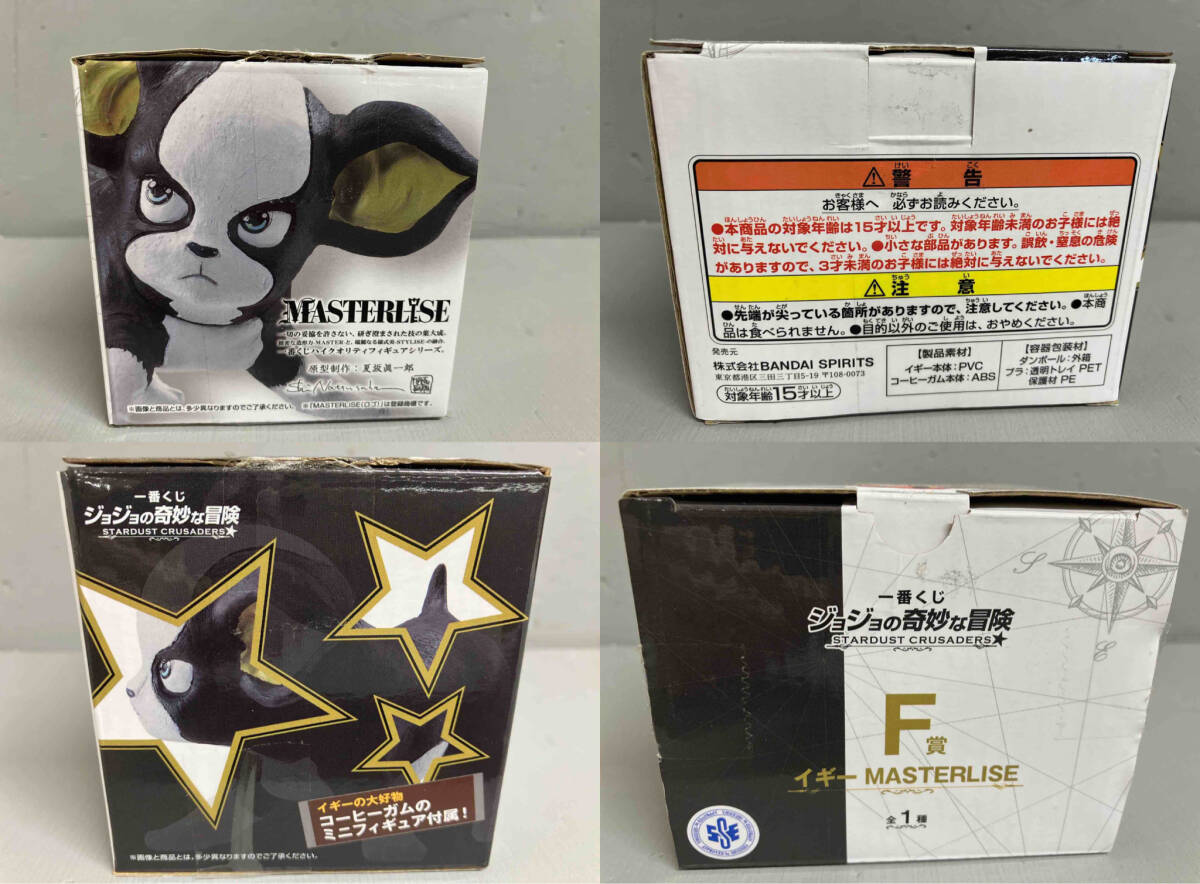 MASTERLISE
一切の妥協を許さない、研ぎ澄まされた技の集大成。
一番くじハイクオリティフィギュアシリーズ。
原型制作：夏坂眞一郎
※画像と商品とは、多少異なりますのでご了承ください。 ※「MASTERLISE(ロゴ)」は登録商標です。
⚠警告
お客様へ 必ずお読みください。
●本商品の対象年齢は15才以上です。対象年齢未満のお子様には絶
対に与えないでください。●小さな部品があります。誤飲・窒息の危険
がありますので、3才未満のお子様には絶対に与えないでください。
⚠注意
●先端が尖っている箇所がありますので、注意してください。●本商
品は食べられません。●目的以外のご使用は、おやめください。
発売元
株式会社BANDAI SPIRITS
東京都港区三田三丁目5-19 〒108-0073
対象年齢15才以上
【製品素材】
イギー本体：PVC
コーヒーガム本体：ABS
【容器包装材】
ダンボール：外箱
プラ：透明トレイ PET
保護材 PE
一番くじ
ジョジョの奇妙な冒険
STARDUST CRUSADERS
イギーの大好物
コーヒーガムの
ミニフィギュア付属！
※画像と商品とは、多少異なりますのでご了承ください。
一番くじ
ジョジョの奇妙な冒険
STARDUST CRUSADERS
F賞
イギー MASTERLISE
全1種